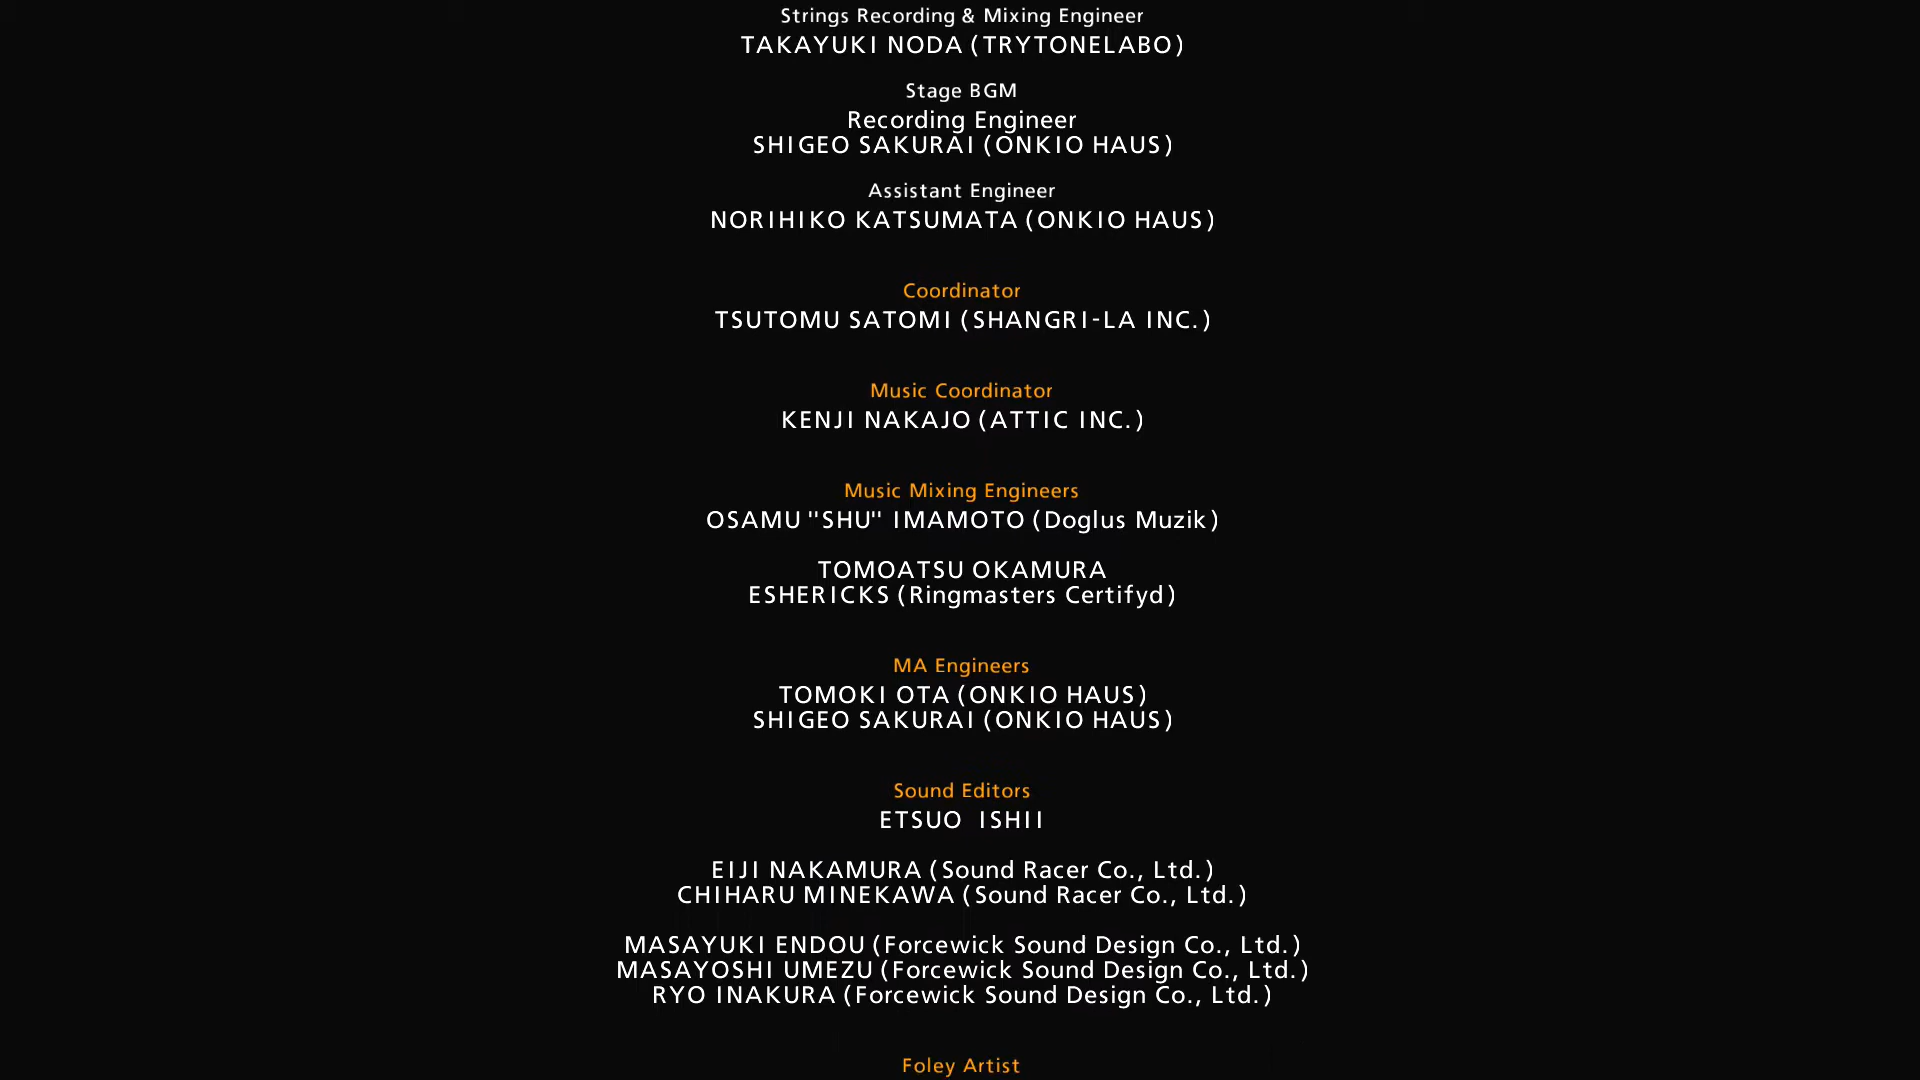 Strings Recording & Mixing Engineer
TAKAYUKI NODA (TRYTONELABO)
Stage BGM
Recording Engineer
SHIGEO SAKURAI (ONKIO HAUS)
Assistant Engineer
NORIHIKO KATSUMATA (ONKIO HAUS)
Coordinator
TSUTOMU SATOMI (SHANGRI-LA INC.)
Music Coordinator
KENJI NAKAJO (ATTIC INC.)
Music Mixing Engineers
OSAMU "SHU" IMAMOTO (Doglus Muzik)
TOMOATSU OKAMURA
ESHERICKS (Ringmasters Certifyd)
MA Engineers
TOMOKI OTA (ONKIO HAUS)
SHIGEO SAKURAI (ONKIO HAUS)
Sound Editors
ETSUO ISHII
EIJI NAKAMURA (Sound Racer Co., Ltd.)
CHIHARU MINEKAWA (Sound Racer Co., Ltd.)
MASAYUKI ENDOU (Forcewick Sound Design Co., Ltd.)
MASAYOSHI UMEZU (Forcewick Sound Design Co., Ltd.)
RYO INAKURA (Forcewick Sound Design Co., Ltd.)
Foley Artist